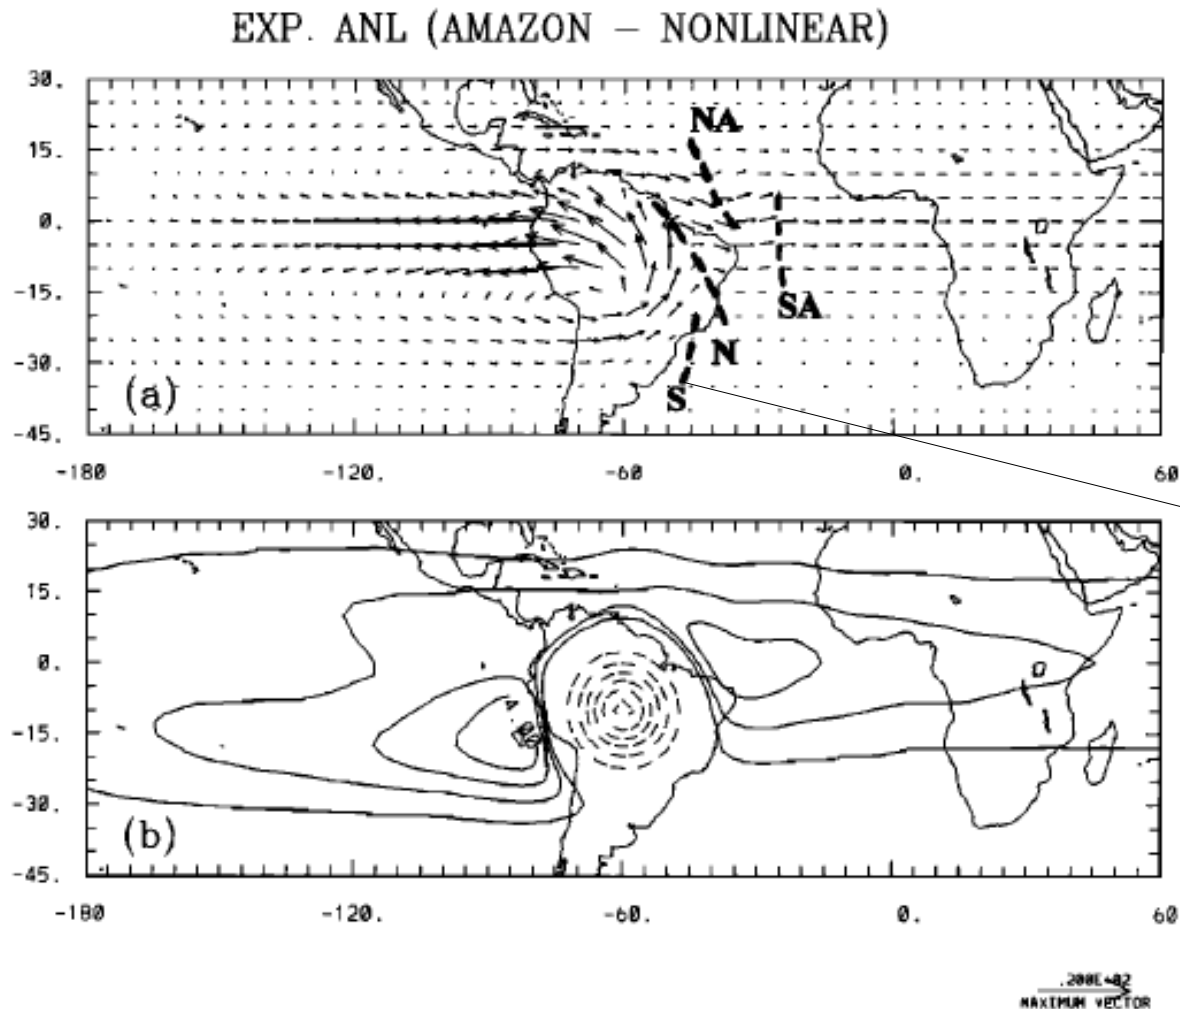 EXP. ANL (AMAZON – NONLINEAR)
30.
15.
0.
-15.
-30.
-45.
NA
SA
N
S
(a)
-180
-120.
-60
0.
60
30.
15.
0.
-15.
-30.
-45.
(b)
-180
-120.
-60.
0.
60
.200E+02
MAXIMUM VECTOR